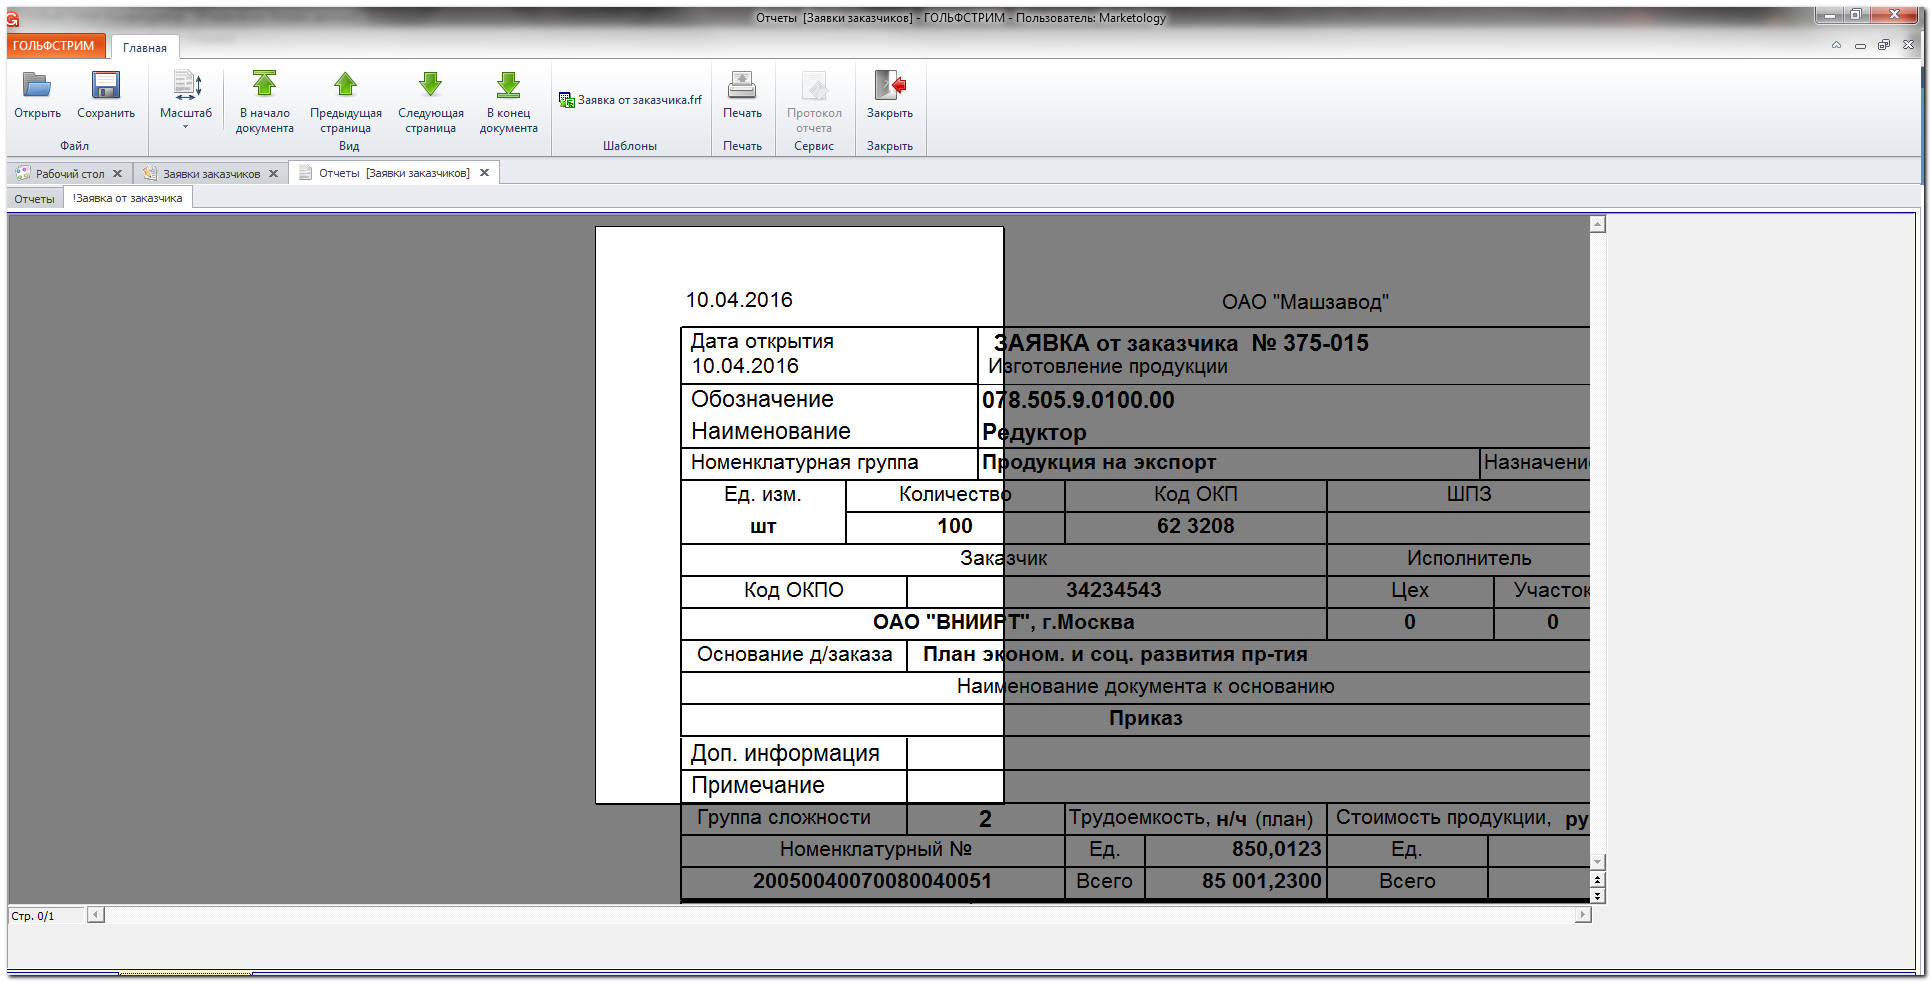 Отчеты [Заявки заказчиков] - ГОЛЬФСТРИМ - Пользователь: Marketology
ГОЛЬФСТРИМ Главная
Открыть Сохранить Масштаб В начало документа Предыдущая страница Следующая страница В конец документа Заявка от заказчика.frf Печать Протокол отчета Закрыть
Файл Вид Шаблоны Печать Сервис Закрыть
Рабочий стол Заявки заказчиков Отчеты [Заявки заказчиков]
Отчеты !Заявка от заказчика
10.04.2016 ОАО "Машзавод"
Дата открытия ЗАЯВКА от заказчика № 375-015
10.04.2016 Изготовление продукции
Обозначение 078.505.9.0100.00
Наименование Редуктор
Номенклатурная группа Продукция на экспорт Назначени
Ед. изм. Количество Код ОКП ШПЗ
шт 100 62 3208
Заказчик Исполнитель
Код ОКПО 34234543 Цех Участок
ОАО "ВНИИРТ", г.Москва 0 0
Основание д/заказа План эконом. и соц. развития пр-тия
Наименование документа к основанию
Приказ
Доп. информация
Примечание
Группа сложности 2 Трудоемкость, н/ч (план) Стоимость продукции, ру
Номенклатурный № Ед. 850,0123 Ед.
20050040070080040051 Всего 85 001,2300 Всего
Стр. 0/1